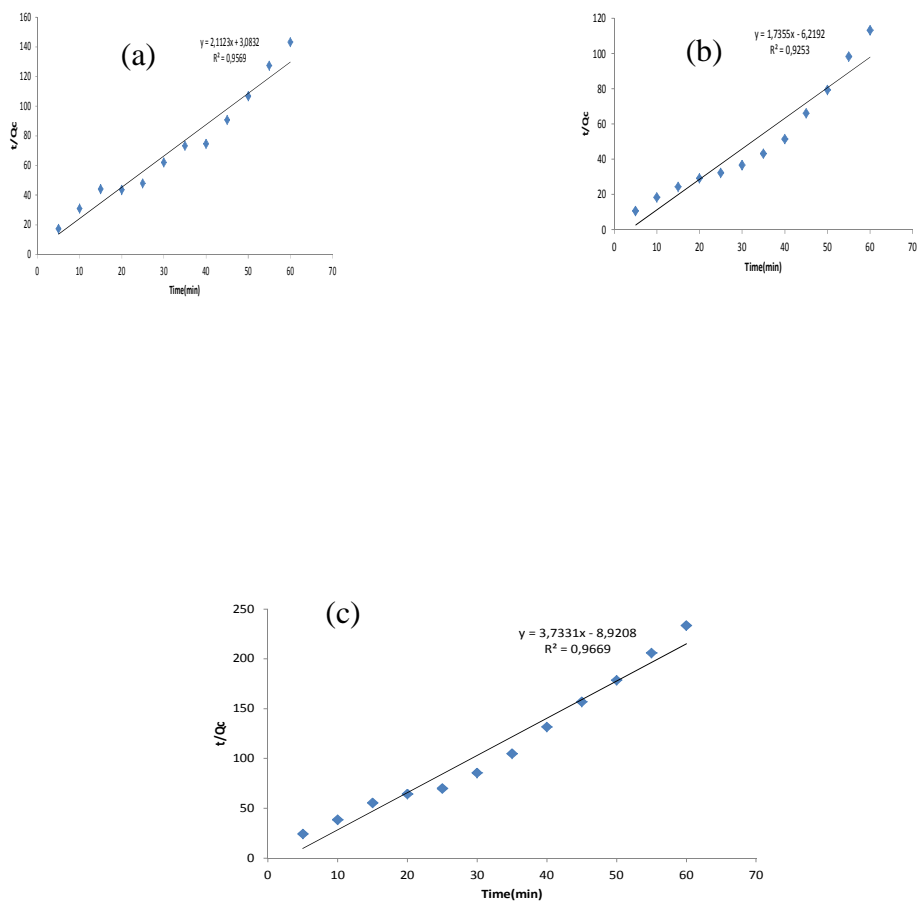 (a)
y = 2,1123x + 3,0832
R² = 0,9569
t/Qc
160
140
120
100
80
60
40
20
0
0 10 20 30 40 50 60 70
Time(min)
(b)
y = 1,7355x - 6,2192
R² = 0,9253
t/Qc
120
100
80
60
40
20
0
0 10 20 30 40 50 60 70
Time(min)
(c)
y = 3,7331x - 8,9208
R² = 0,9669
t/Qc
250
200
150
100
50
0
0 10 20 30 40 50 60 70
Time(min)